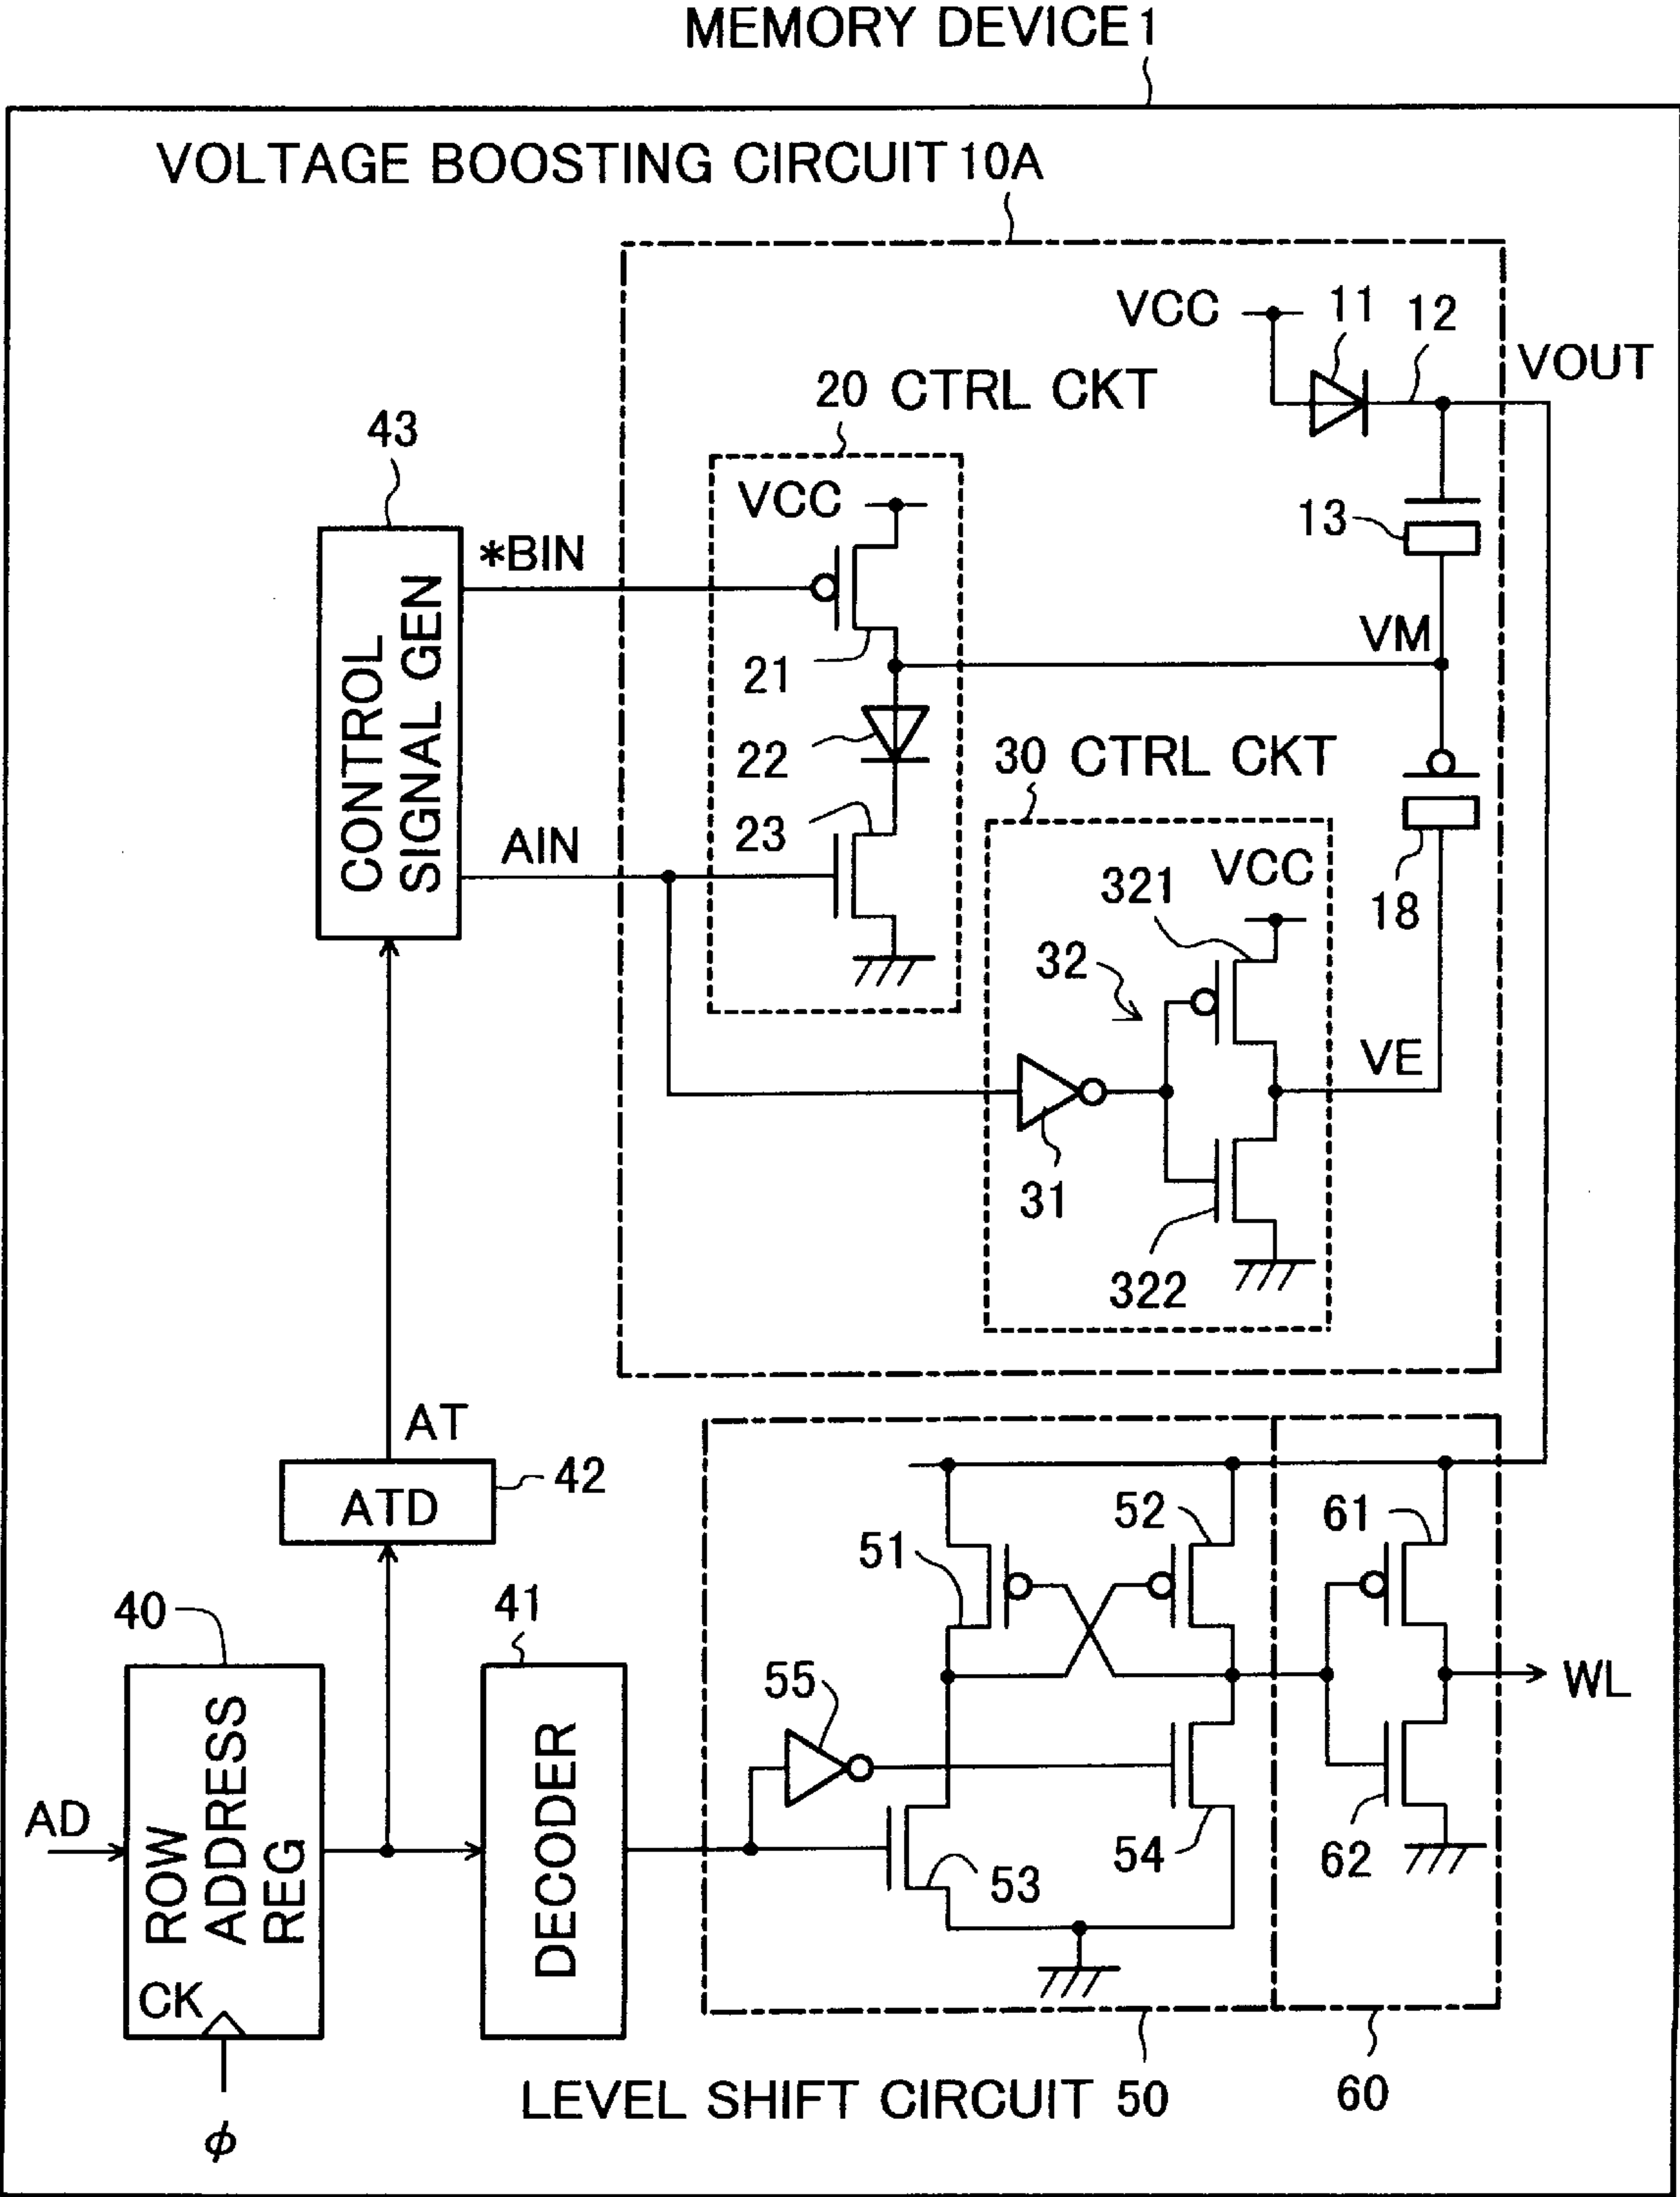 MEMORY DEVICE 1
VOLTAGE BOOSTING CIRCUIT 10A
VCC
11
12
VOUT
20 CTRL CKT
43
VCC
13
*BIN
CONTROL
SIGNAL GEN
VM
21
22
30 CTRL CKT
23
AIN
VCC
321
18
32
VE
31
322
AT
42
ATD
52
61
51
40
41
55
WL
ROW
ADDRESS
REG
DECODER
AD
54
62
53
CK
LEVEL SHIFT CIRCUIT 50
60
φ